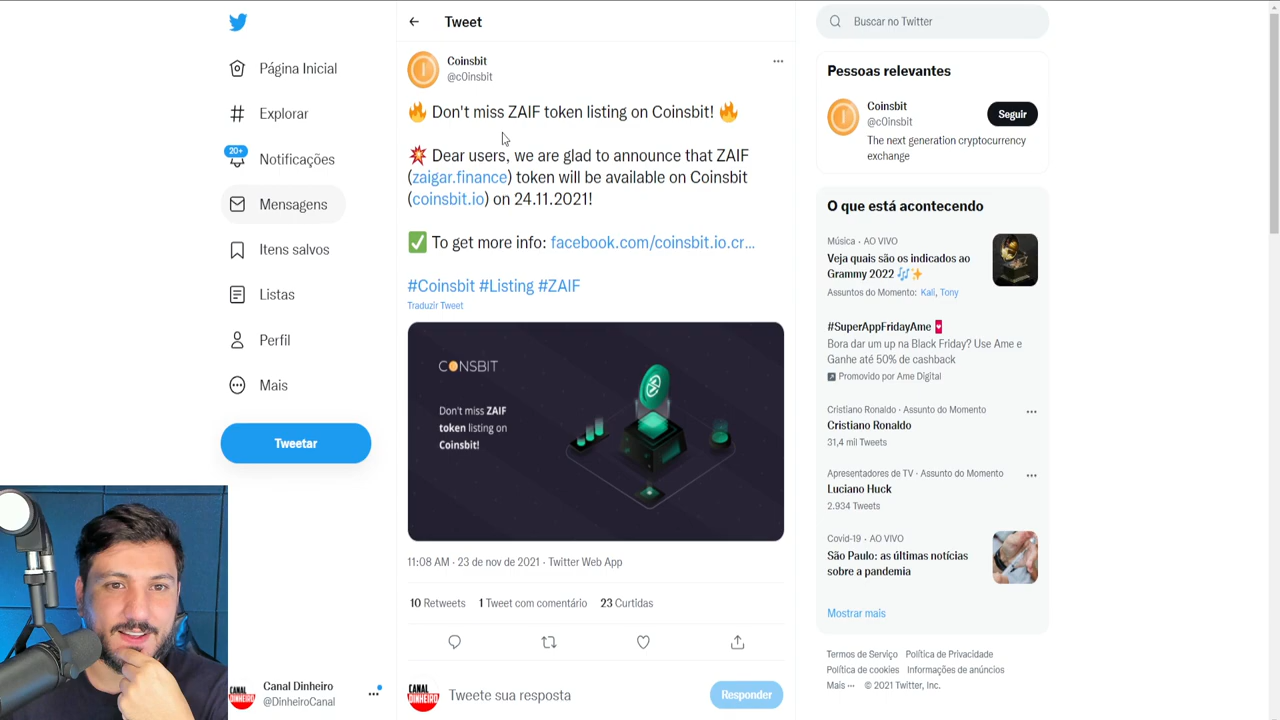 Tweet
Buscar no Twitter
Página Inicial
Explorar
20+
Notificações
Mensagens
Itens salvos
Listas
Perfil
Mais
Tweetar
Canal Dinheiro
@DinheiroCanal
Coinsbit
@c0insbit
🔥 Don't miss ZAIF token listing on Coinsbit! 🔥
💥 Dear users, we are glad to announce that ZAIF
(zaigar.finance) token will be available on Coinsbit
(coinsbit.io) on 24.11.2021!
✅ To get more info: facebook.com/coinsbit.io.cr...
#Coinsbit #Listing #ZAIF
Traduzir Tweet
COINSBIT
Don't miss ZAIF
token listing on
Coinsbit!
11:08 AM · 23 de nov de 2021 · Twitter Web App
10 Retweets 1 Tweet com comentário 23 Curtidas
CANAL
DINHEIRO
Tweete sua resposta
Responder
Pessoas relevantes
Coinsbit
@c0insbit
Seguir
The next generation cryptocurrency
exchange
O que está acontecendo
Música · AO VIVO
Veja quais são os indicados ao
Grammy 2022 🎶✨
Assuntos do Momento: Kali, Tony
#SuperAppFridayAme
Bora dar um up na Black Friday? Use Ame e
Ganhe até 50% de cashback
Promovido por Ame Digital
Cristiano Ronaldo · Assunto do Momento
Cristiano Ronaldo
31,4 mil Tweets
Apresentadores de TV · Assunto do Momento
Luciano Huck
2.934 Tweets
Covid-19 · AO VIVO
São Paulo: as últimas notícias
sobre a pandemia
Mostrar mais
Termos de Serviço Política de Privacidade
Política de cookies Informações de anúncios
Mais ··· © 2021 Twitter, Inc.
CANAL
DINHEIRO